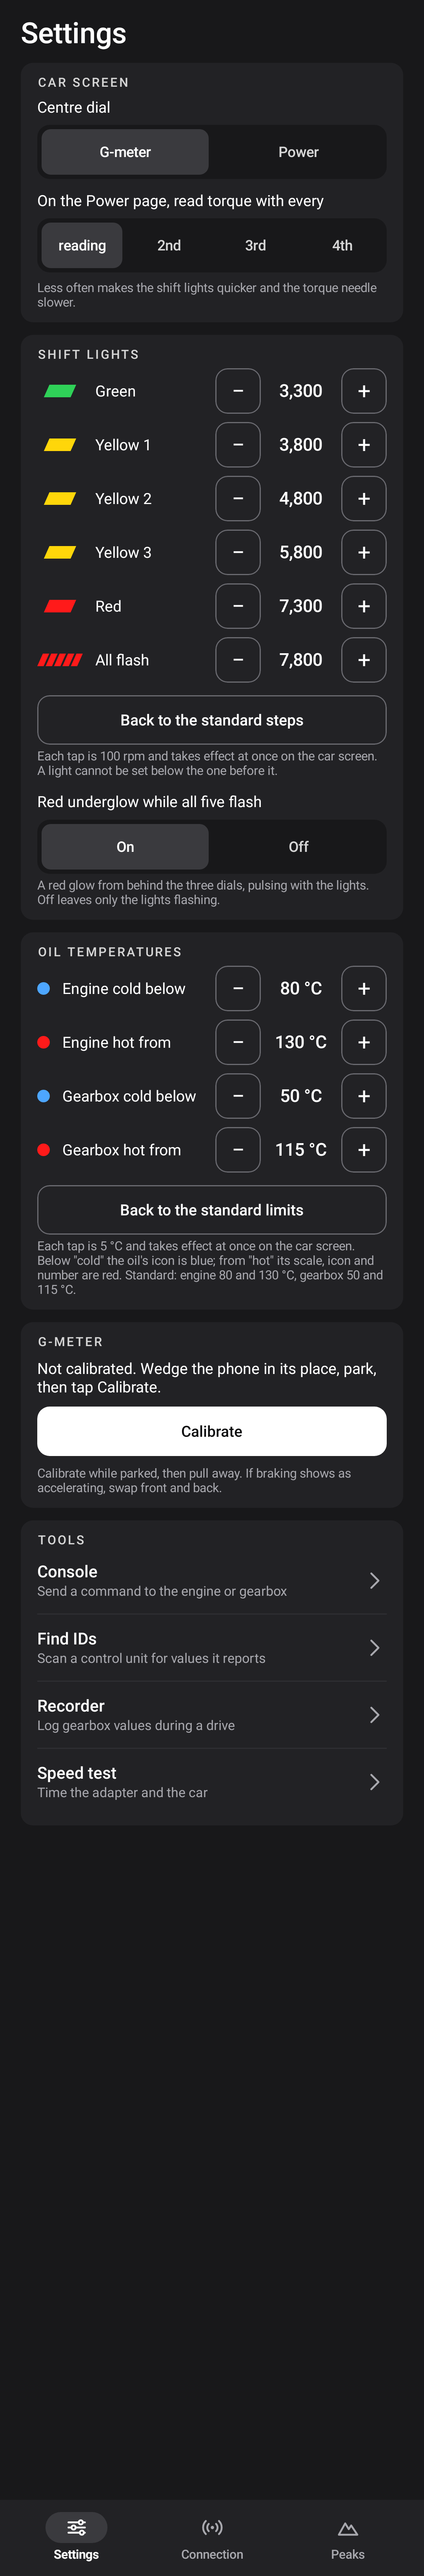 Settings
CAR SCREEN
Centre dial
G-meter
Power
On the Power page, read torque with every
reading
2nd
3rd
4th
Less often makes the shift lights quicker and the torque needle
slower.
SHIFT LIGHTS
Green
−
3,300
+
Yellow 1
−
3,800
+
Yellow 2
−
4,800
+
Yellow 3
−
5,800
+
Red
−
7,300
+
All flash
−
7,800
+
Back to the standard steps
Each tap is 100 rpm and takes effect at once on the car screen.
A light cannot be set below the one before it.
Red underglow while all five flash
On
Off
A red glow from behind the three dials, pulsing with the lights.
Off leaves only the lights flashing.
OIL TEMPERATURES
Engine cold below
−
80 °C
+
Engine hot from
−
130 °C
+
Gearbox cold below
−
50 °C
+
Gearbox hot from
−
115 °C
+
Back to the standard limits
Each tap is 5 °C and takes effect at once on the car screen.
Below "cold" the oil's icon is blue; from "hot" its scale, icon and
number are red. Standard: engine 80 and 130 °C, gearbox 50 and
115 °C.
G-METER
Not calibrated. Wedge the phone in its place, park,
then tap Calibrate.
Calibrate
Calibrate while parked, then pull away. If braking shows as
accelerating, swap front and back.
TOOLS
Console
Send a command to the engine or gearbox
Find IDs
Scan a control unit for values it reports
Recorder
Log gearbox values during a drive
Speed test
Time the adapter and the car
Settings
Connection
Peaks